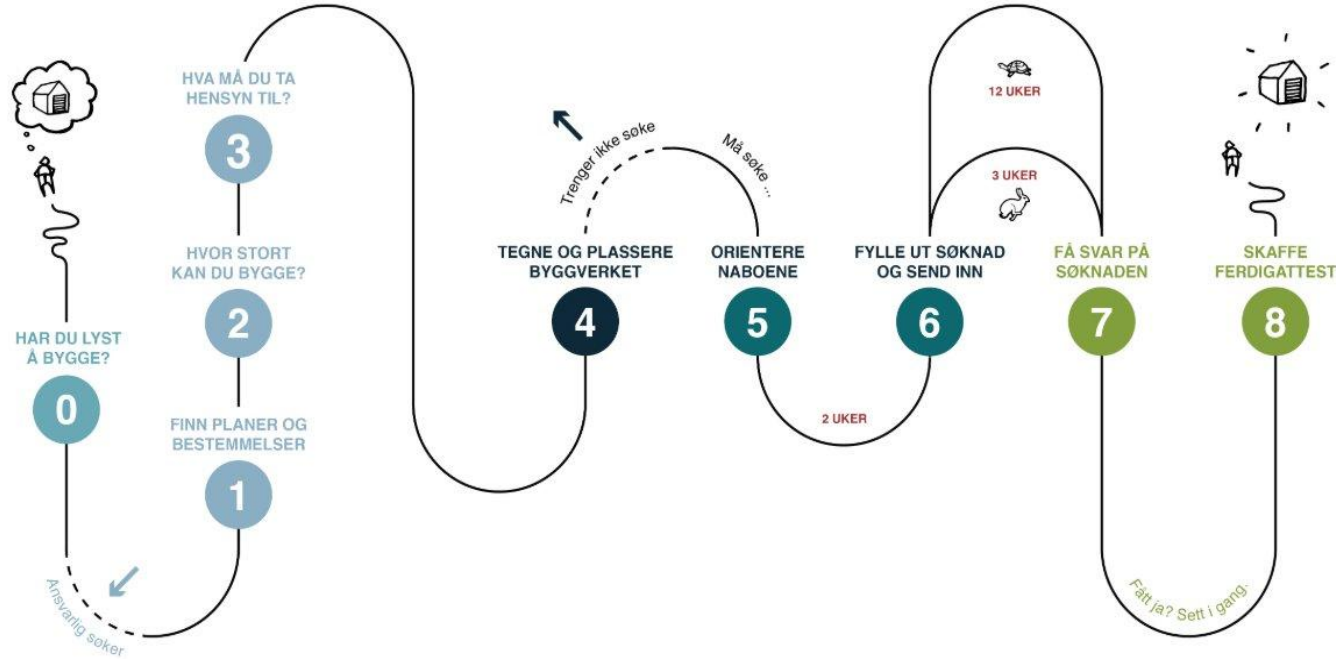 HAR DU LYST
Å BYGGE?
0
Ansvarlig søker
FINN PLANER OG
BESTEMMELSER
1
HVOR STORT
KAN DU BYGGE?
2
HVA MÅ DU TA
HENSYN TIL?
3
TEGNE OG PLASSERE
BYGGVERKET
4
Trenger ikke søke
Må søke ...
ORIENTERE
NABOENE
5
2 UKER
FYLLE UT SØKNAD
OG SEND INN
6
12 UKER
3 UKER
FÅ SVAR PÅ
SØKNADEN
7
Fått ja? Sett i gang.
SKAFFE
FERDIGATTEST
8